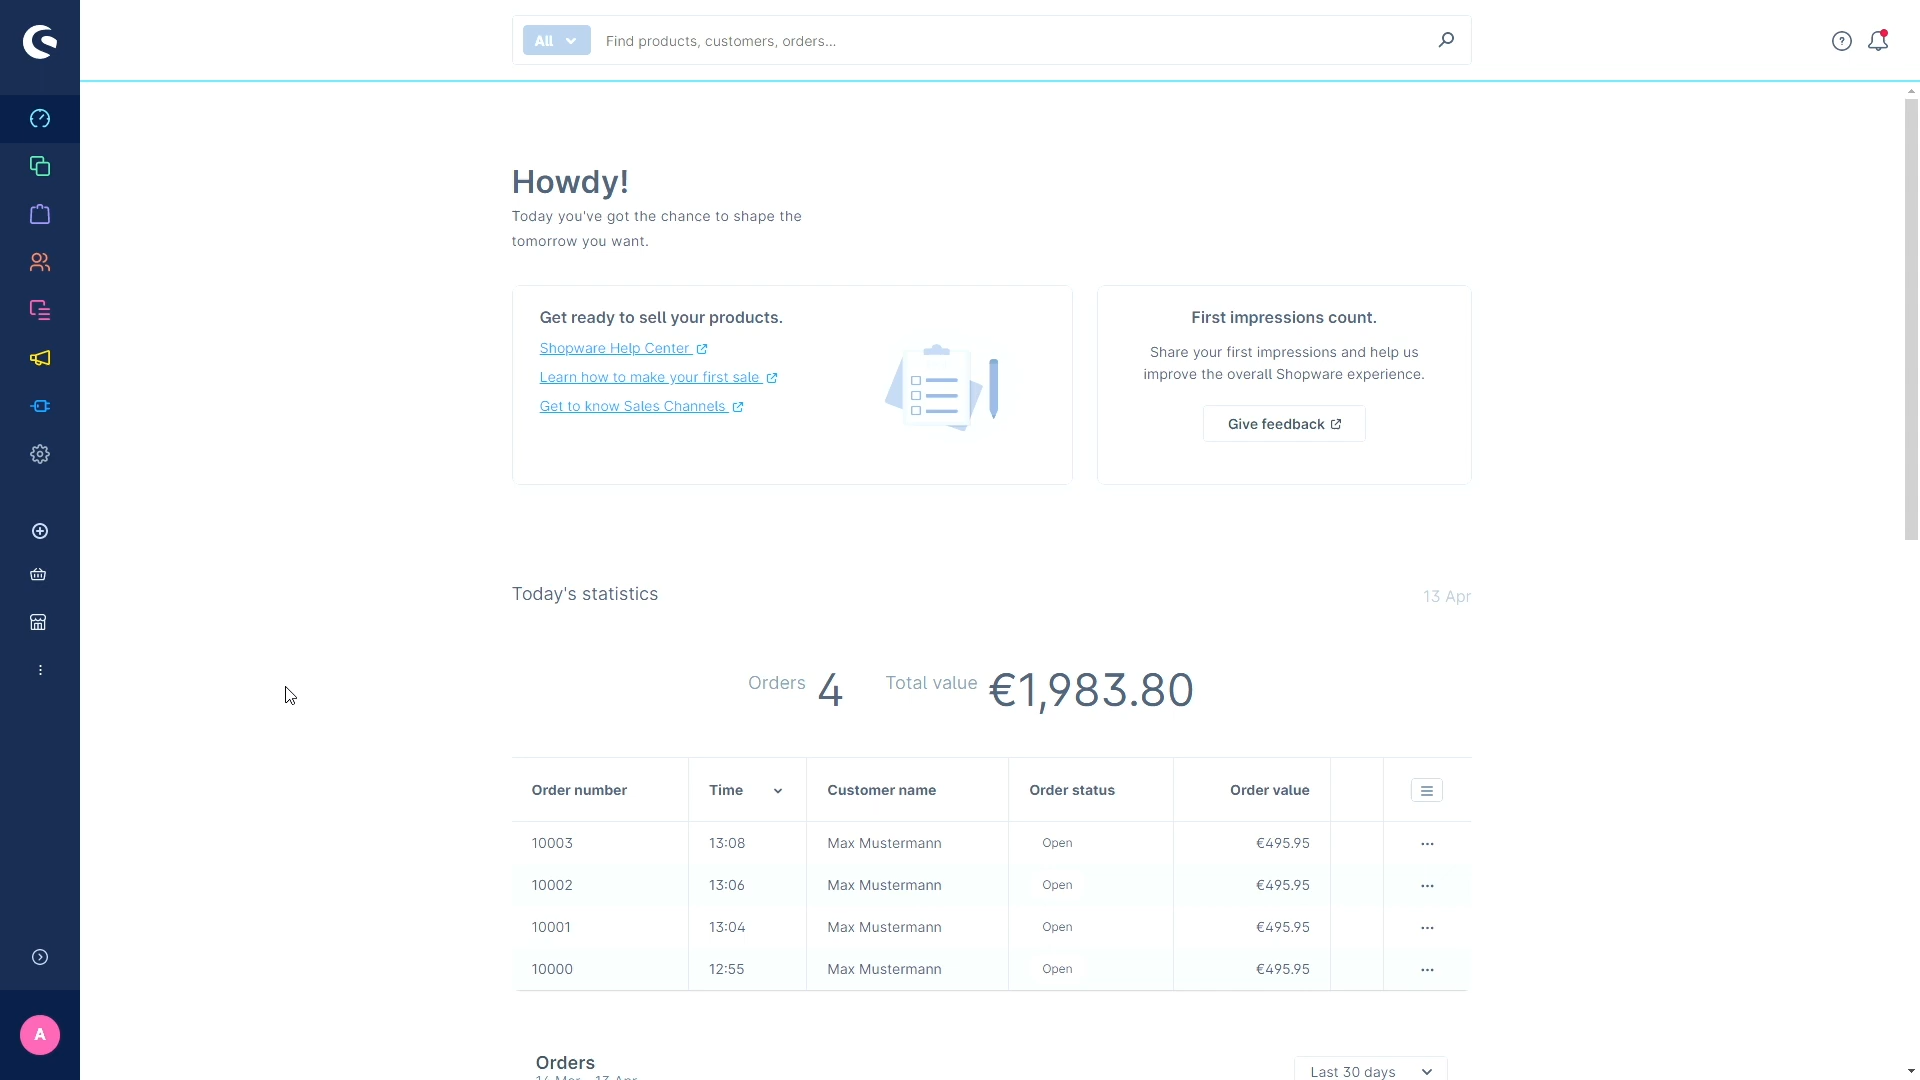 All
Find products, customers, orders...
Howdy!
Today you've got the chance to shape the
tomorrow you want.
Get ready to sell your products.
Shopware Help Center
Learn how to make your first sale
Get to know Sales Channels
First impressions count.
Share your first impressions and help us
improve the overall Shopware experience.
Give feedback
Today's statistics
13 Apr
Orders 4 Total value €1,983.80
Order number Time Customer name Order status Order value
10003 13:08 Max Mustermann Open €495.95 ...
10002 13:06 Max Mustermann Open €495.95 ...
10001 13:04 Max Mustermann Open €495.95 ...
10000 12:55 Max Mustermann Open €495.95 ...
A
Orders
Last 30 days